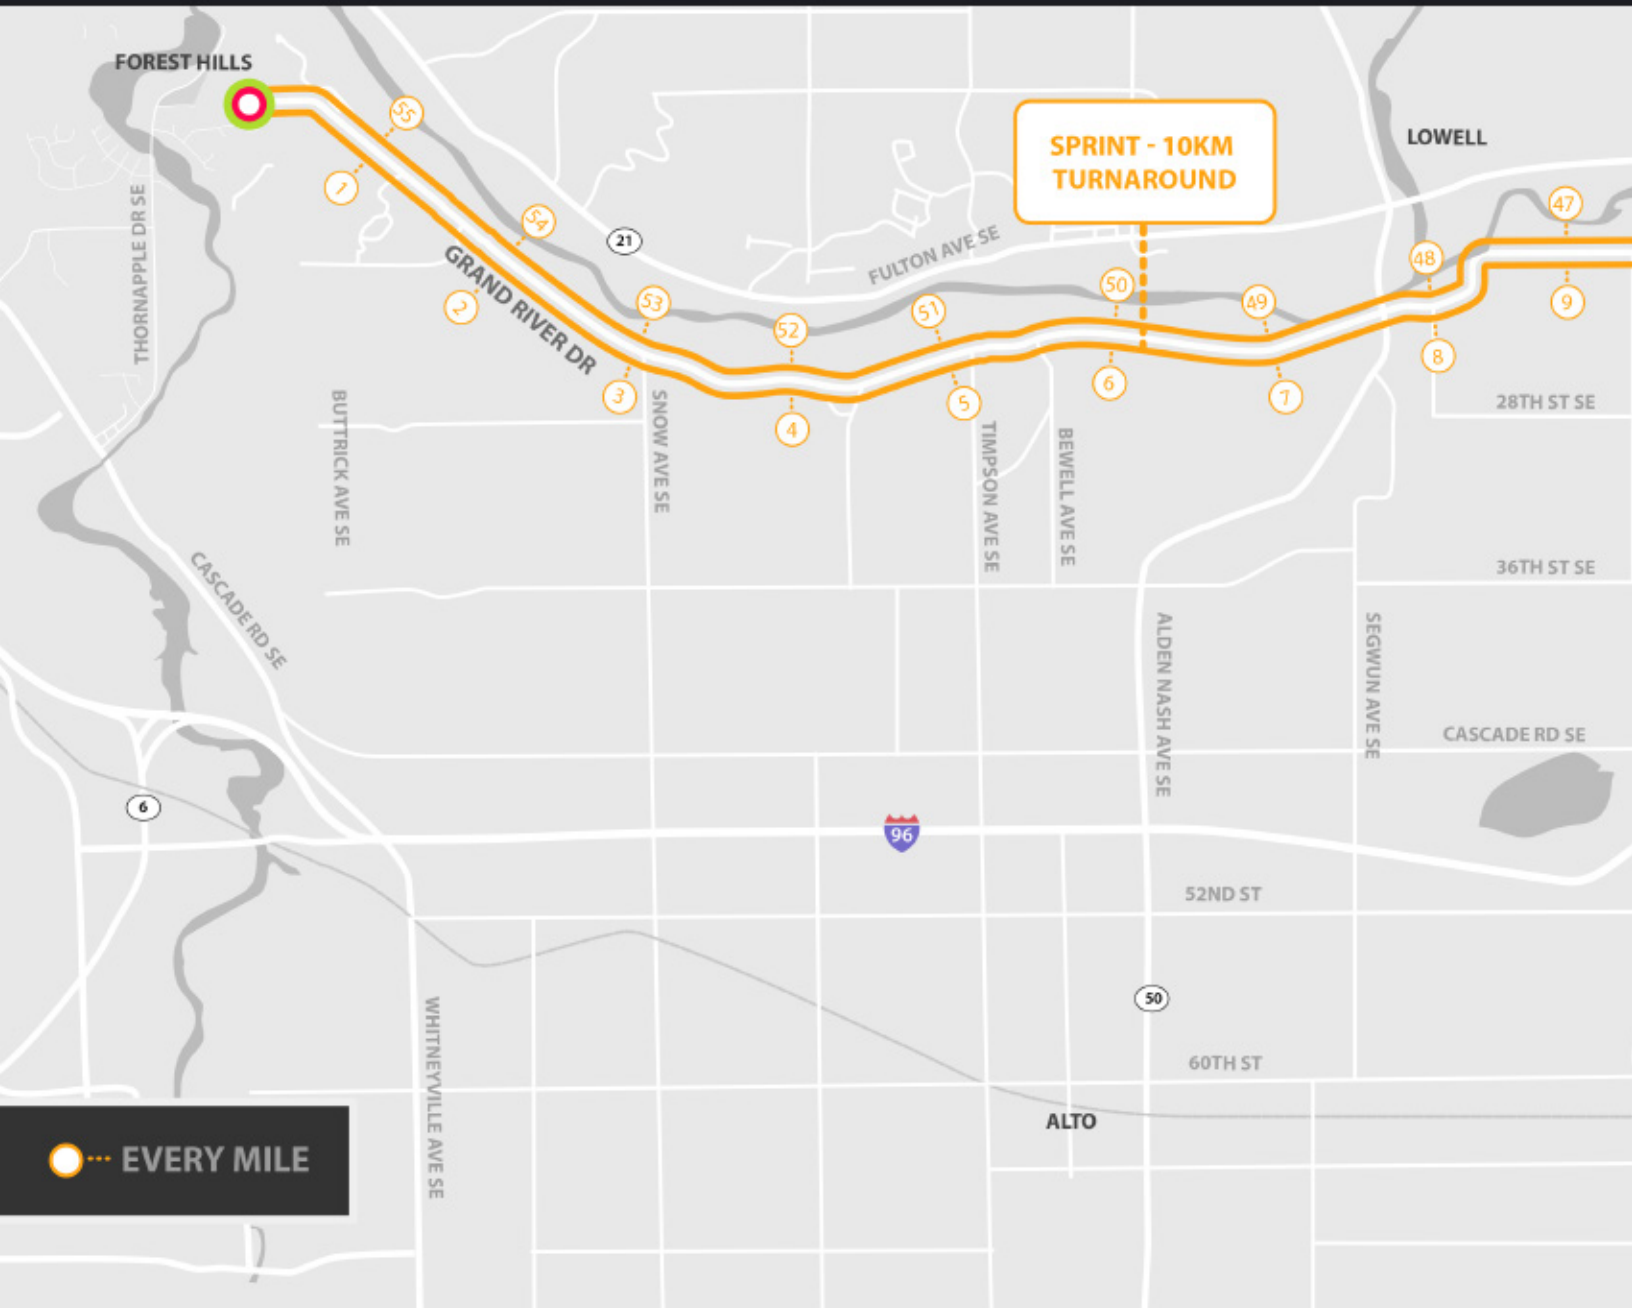 FOREST HILLS
55
SPRINT - 10KM
TURNAROUND
LOWELL
1
THORNAPPLE DR SE
54
21
47
FULTON AVE SE
48
GRAND RIVER DR
2
53
52
51
50
49
9
3
4
5
6
7
8
BUTTRICK AVE SE
SNOW AVE SE
TIMPSON AVE SE
BEWELL AVE SE
28TH ST SE
CASCADE RD SE
36TH ST SE
ALDEN NASH AVE SE
SEGWUN AVE SE
CASCADE RD SE
6
96
52ND ST
WHITNEYVILLE AVE SE
50
60TH ST
ALTO
EVERY MILE